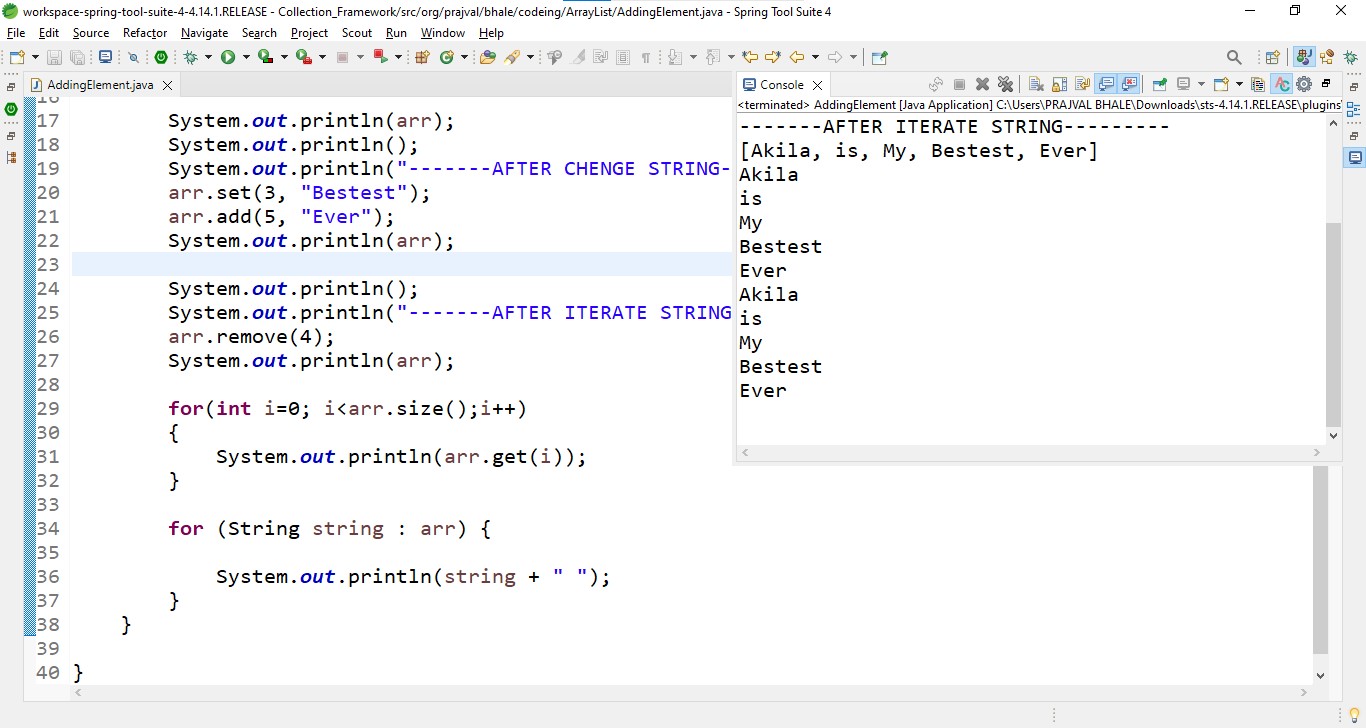 workspace-spring-tool-suite-4-4.14.1.RELEASE - Collection_Framework/src/org/prajval/bhale/codeing/ArrayList/AddingElement.java - Spring Tool Suite 4
File Edit Source Refactor Navigate Search Project Scout Run Window Help
AddingElement.java
17 System.out.println(arr);
18 System.out.println();
19 System.out.println("-------AFTER CHENGE STRING-
20 arr.set(3, "Bestest");
21 arr.add(5, "Ever");
22 System.out.println(arr);
23
24 System.out.println();
25 System.out.println("-------AFTER ITERATE STRING
26 arr.remove(4);
27 System.out.println(arr);
28
29 for(int i=0; i<arr.size();i++)
30 {
31 System.out.println(arr.get(i));
32 }
33
34 for (String string : arr) {
35
36 System.out.println(string + " ");
37 }
38 }
39
40 }
Console
<terminated> AddingElement [Java Application] C:\Users\PRAJVAL BHALE\Downloads\sts-4.14.1.RELEASE\plugins
-------AFTER ITERATE STRING---------
[Akila, is, My, Bestest, Ever]
Akila
is
My
Bestest
Ever
Akila
is
My
Bestest
Ever